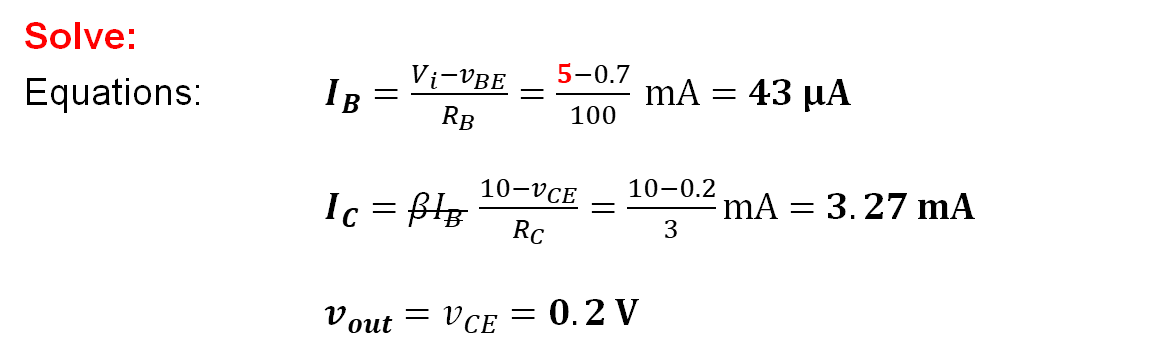 Solve:
Equations: I_B = (V_i−v_BE)/R_B = (5−0.7)/100 mA = 43 μA
I_C = βI_B (10−v_CE)/R_C = (10−0.2)/3 mA = 3.27 mA
v_out = v_CE = 0.2 V